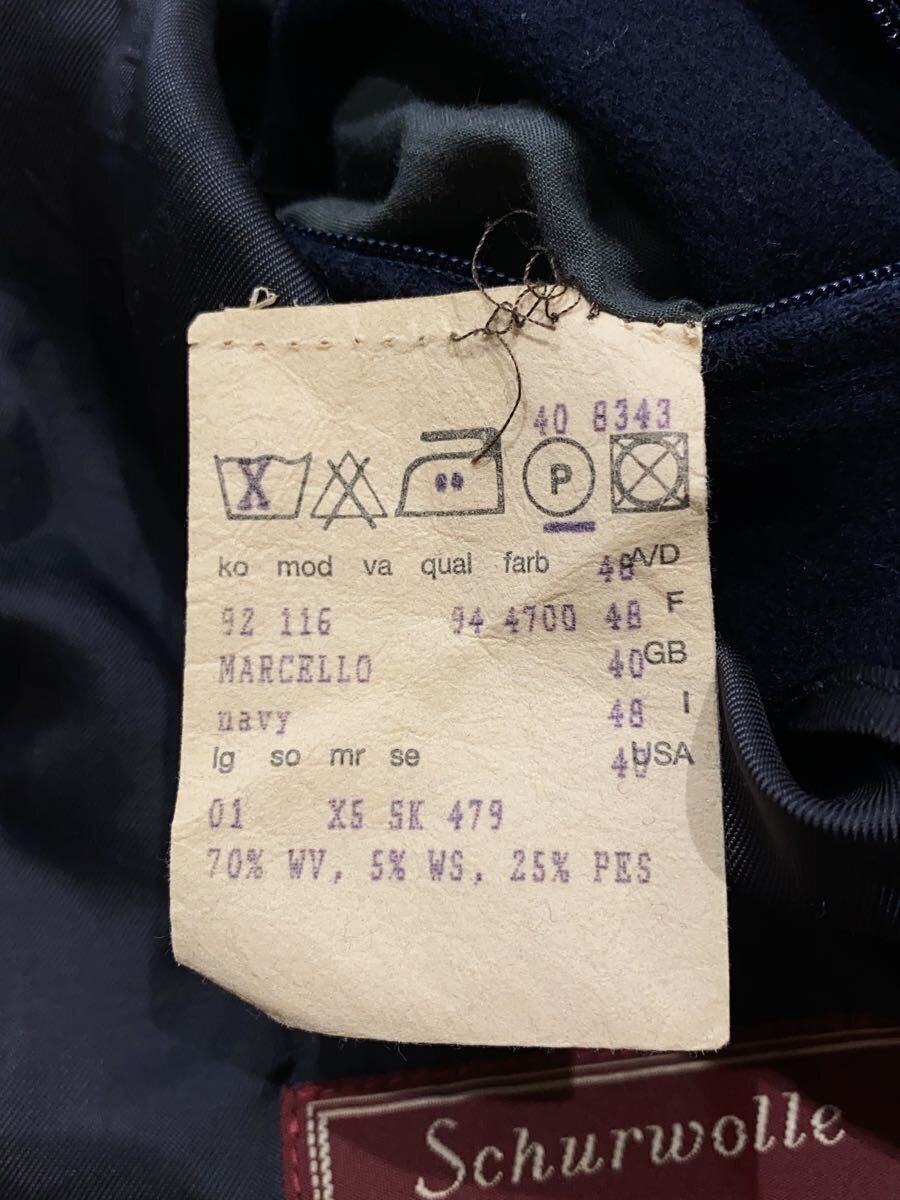 40 8343
X P
ko mod va qual farb 48 A/D
92 116 94 4700 48 F
MARCELLO 40 GB
navy 48 I
lg so mr se 40 USA
01 X5 SK 479
70% WV, 5% WS, 25% PES
Schurwolle